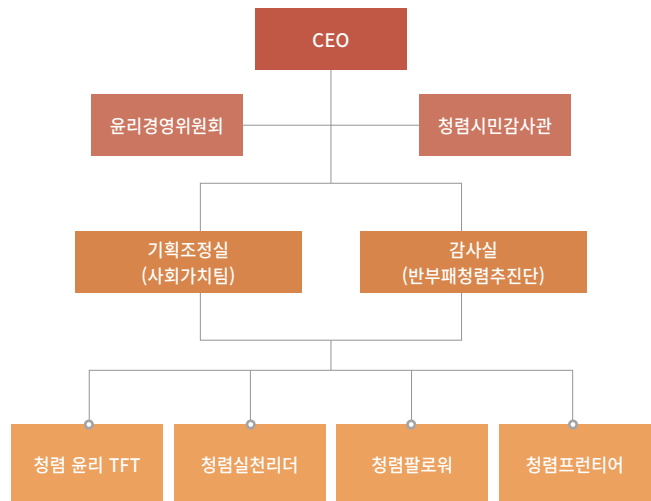 CEO
윤리경영위원회
청렴시민감사관
기획조정실
(사회가치팀)
감사실
(반부패청렴추진단)
청렴 윤리 TFT
청렴실천리더
청렴팔로워
청렴프런티어